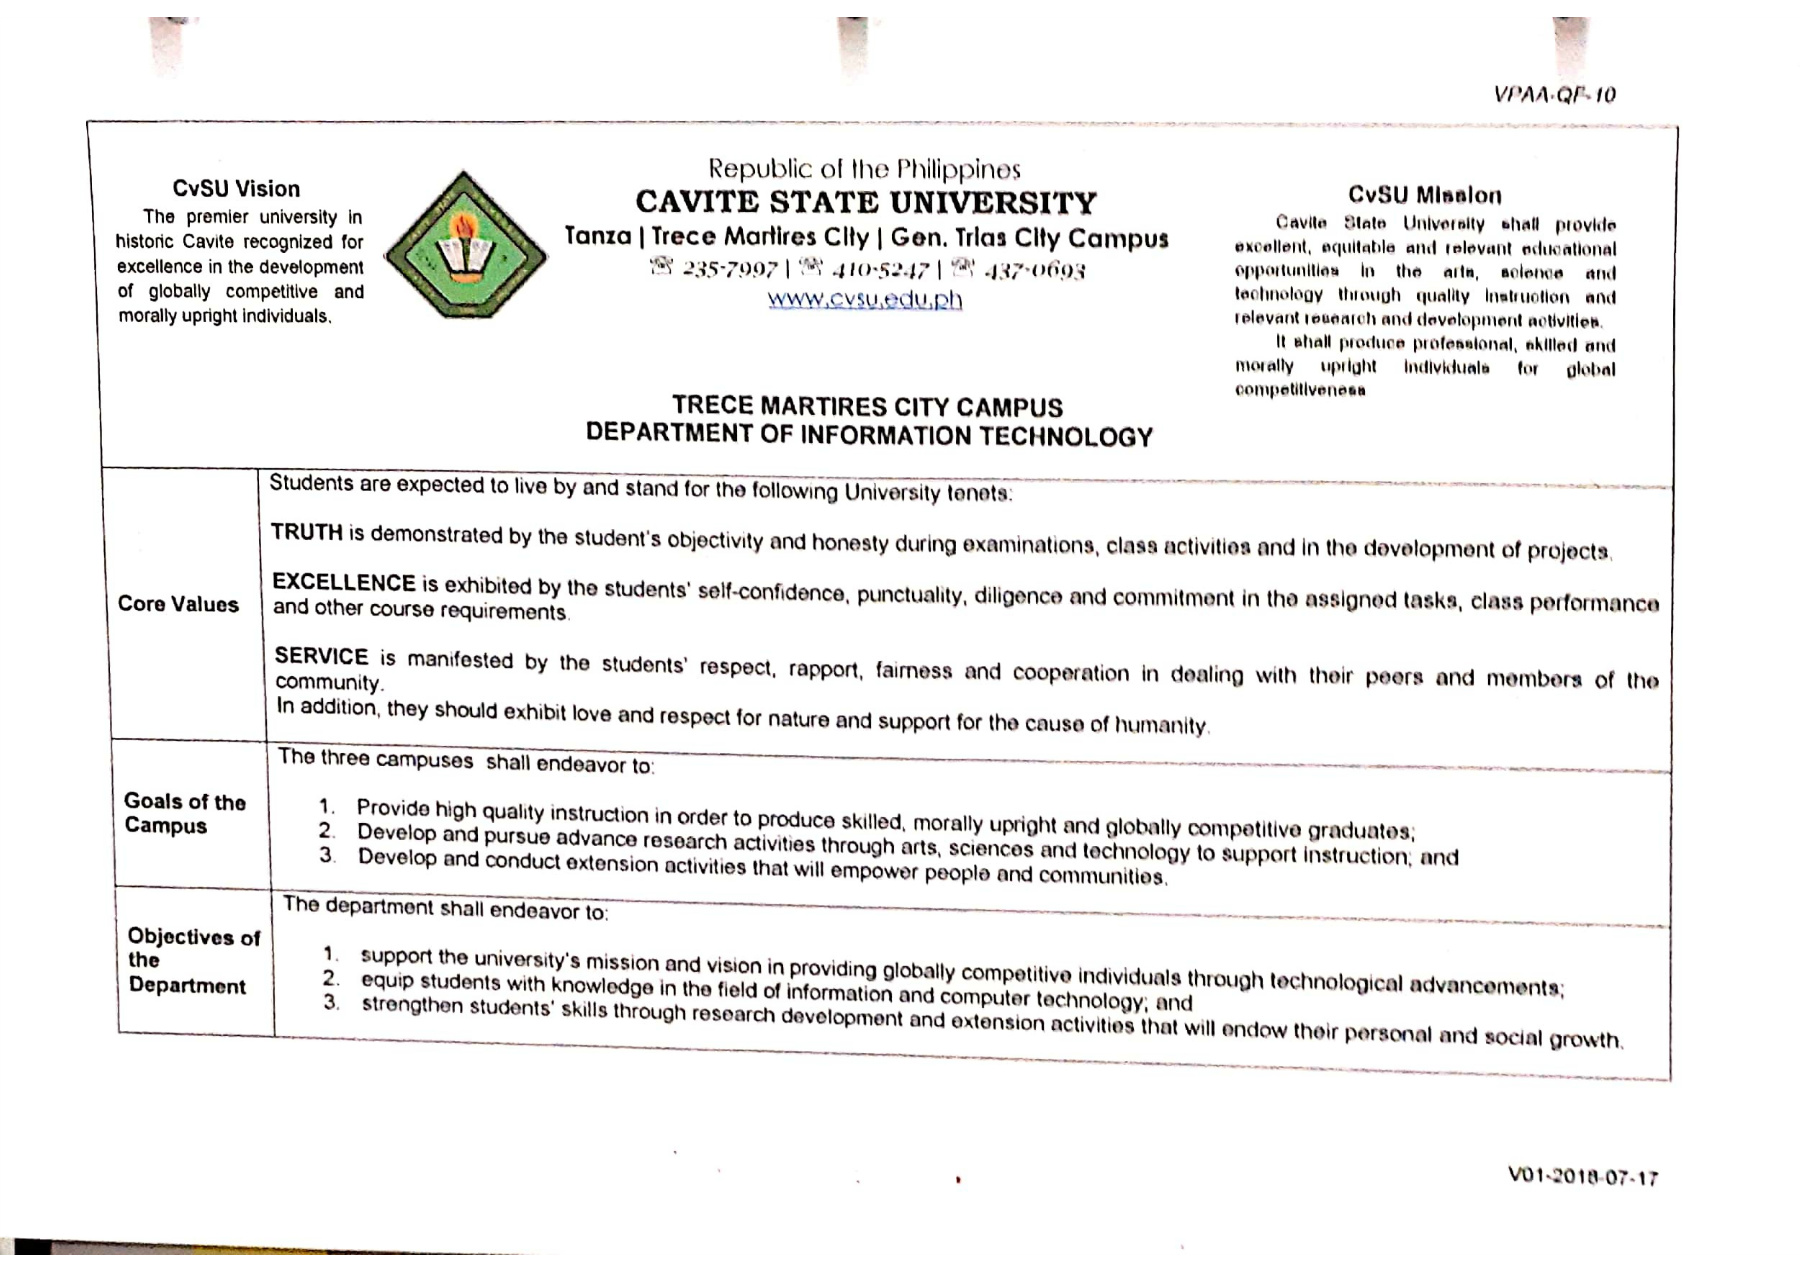 VPAA-QF-10
CvSU Vision
The premier university in
historic Cavite recognized for
excellence in the development
of globally competitive and
morally upright individuals.
Republic of the Philippines
CAVITE STATE UNIVERSITY
Tanza | Trece Martires City | Gen. Trias City Campus
☏ 235-7997 | ☏ 410-5247 | ☏ 437-0693
www.cvsu.edu.ph
CvSU Mission
Cavite State University shall provide
excellent, equitable and relevant educational
opportunities in the arts, science and
technology through quality instruction and
relevant research and development activities.
It shall produce professional, skilled and
morally upright individuals for global
competitiveness
TRECE MARTIRES CITY CAMPUS
DEPARTMENT OF INFORMATION TECHNOLOGY
Core Values
Students are expected to live by and stand for the following University tenets:
TRUTH is demonstrated by the student's objectivity and honesty during examinations, class activities and in the development of projects.
EXCELLENCE is exhibited by the students' self-confidence, punctuality, diligence and commitment in the assigned tasks, class performance
and other course requirements.
SERVICE is manifested by the students' respect, rapport, fairness and cooperation in dealing with their peers and members of the
community.
In addition, they should exhibit love and respect for nature and support for the cause of humanity.
Goals of the
Campus
The three campuses shall endeavor to:
1. Provide high quality instruction in order to produce skilled, morally upright and globally competitive graduates;
2. Develop and pursue advance research activities through arts, sciences and technology to support instruction; and
3. Develop and conduct extension activities that will empower people and communities.
Objectives of
the
Department
The department shall endeavor to:
1. support the university's mission and vision in providing globally competitive individuals through technological advancements;
2. equip students with knowledge in the field of information and computer technology; and
3. strengthen students' skills through research development and extension activities that will endow their personal and social growth.
V01-2018-07-17